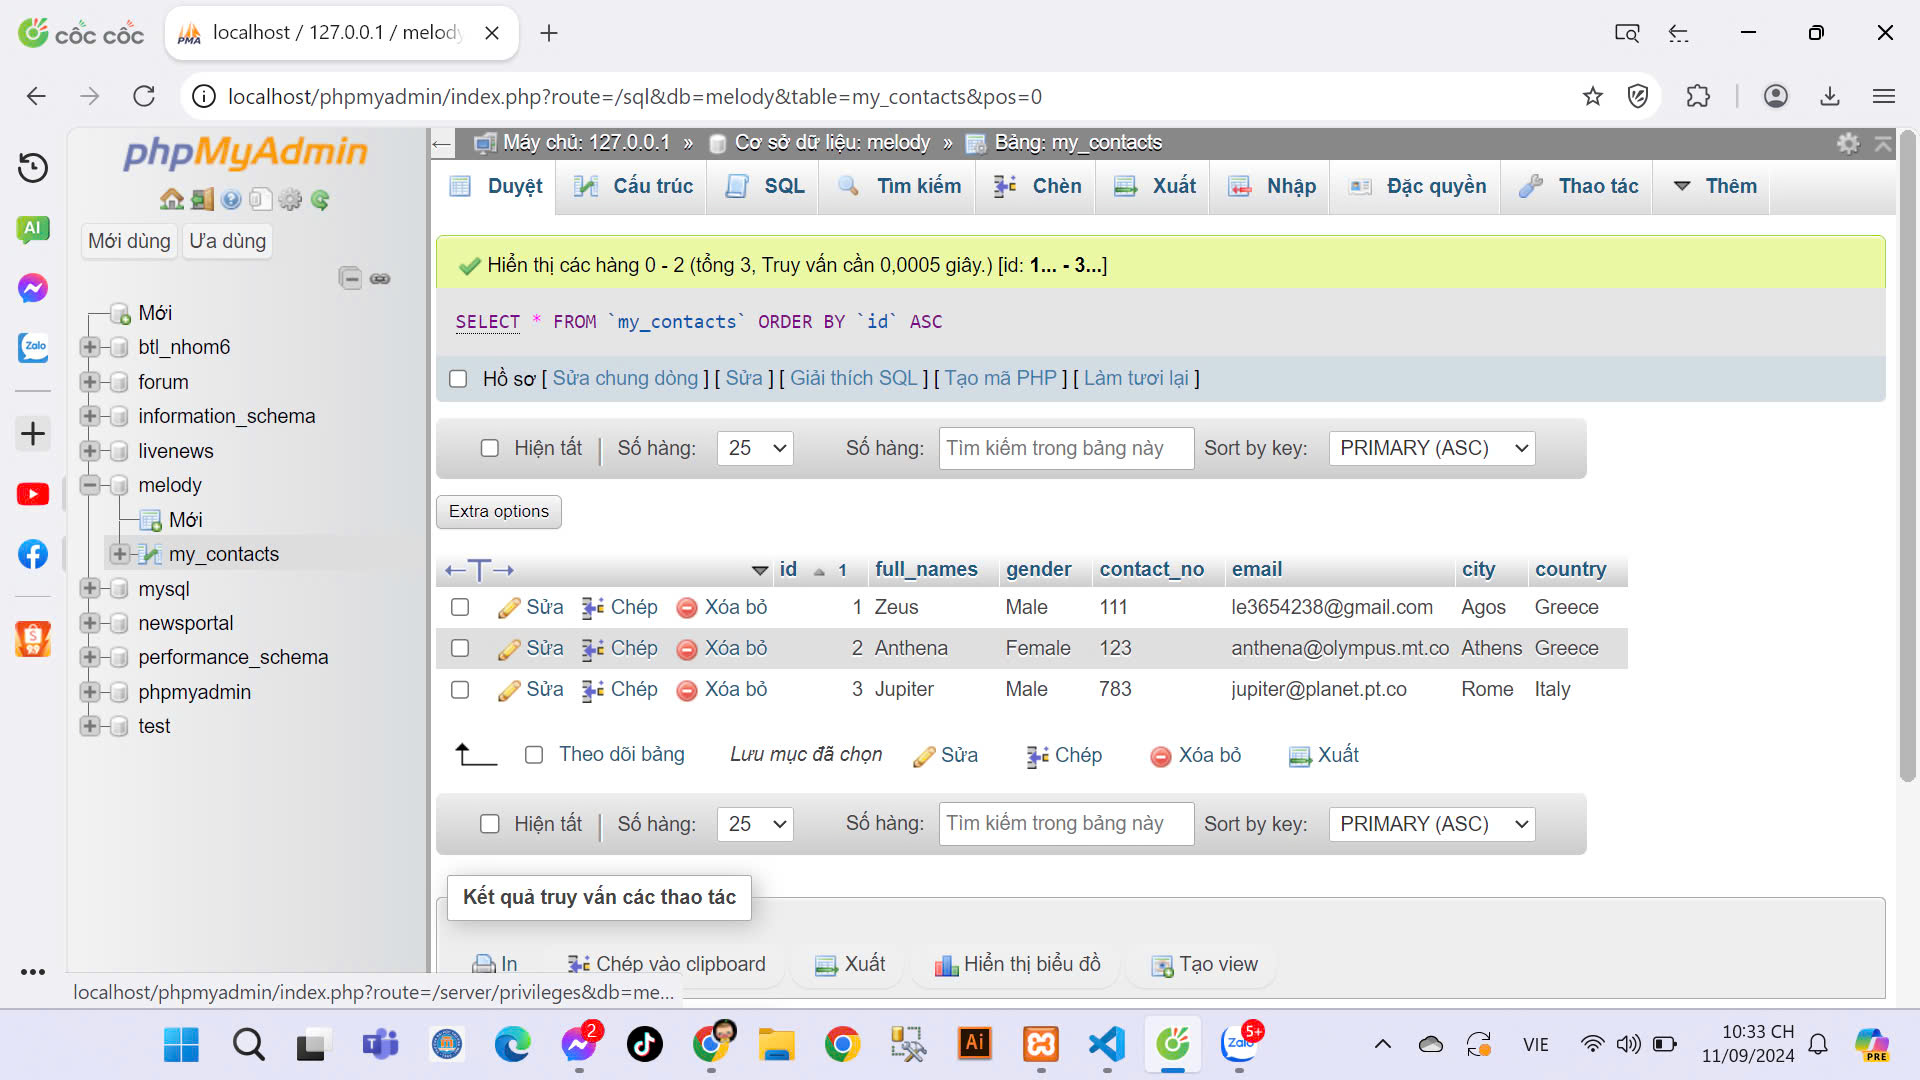 cốc cốc
localhost / 127.0.0.1 / melody
localhost/phpmyadmin/index.php?route=/sql&db=melody&table=my_contacts&pos=0
phpMyAdmin
Mới dùng Ưa dùng
Mới
btl_nhom6
forum
information_schema
livenews
melody
Mới
my_contacts
mysql
newsportal
performance_schema
phpmyadmin
test
AI
Zalo
Máy chủ: 127.0.0.1 » Cơ sở dữ liệu: melody » Bảng: my_contacts
Duyệt Cấu trúc SQL Tìm kiếm Chèn Xuất Nhập Đặc quyền Thao tác Thêm
Hiển thị các hàng 0 - 2 (tổng 3, Truy vấn cần 0,0005 giây.) [id: 1... - 3...]
SELECT * FROM `my_contacts` ORDER BY `id` ASC
Hồ sơ [ Sửa chung dòng ] [ Sửa ] [ Giải thích SQL ] [ Tạo mã PHP ] [ Làm tươi lại ]
Hiện tất Số hàng: 25 Số hàng: Tìm kiếm trong bảng này Sort by key: PRIMARY (ASC)
Extra options
←T→ id 1 full_names gender contact_no email city country
Sửa Chép Xóa bỏ 1 Zeus Male 111 le3654238@gmail.com Agos Greece
Sửa Chép Xóa bỏ 2 Anthena Female 123 anthena@olympus.mt.co Athens Greece
Sửa Chép Xóa bỏ 3 Jupiter Male 783 jupiter@planet.pt.co Rome Italy
Theo dõi bảng Lưu mục đã chọn Sửa Chép Xóa bỏ Xuất
Hiện tất Số hàng: 25 Số hàng: Tìm kiếm trong bảng này Sort by key: PRIMARY (ASC)
Kết quả truy vấn các thao tác
In Chép vào clipboard Xuất Hiển thị biểu đồ Tạo view
localhost/phpmyadmin/index.php?route=/server/privileges&db=me...
2
Ai
Zalo
5+
VIE
10:33 CH
11/09/2024
PRE